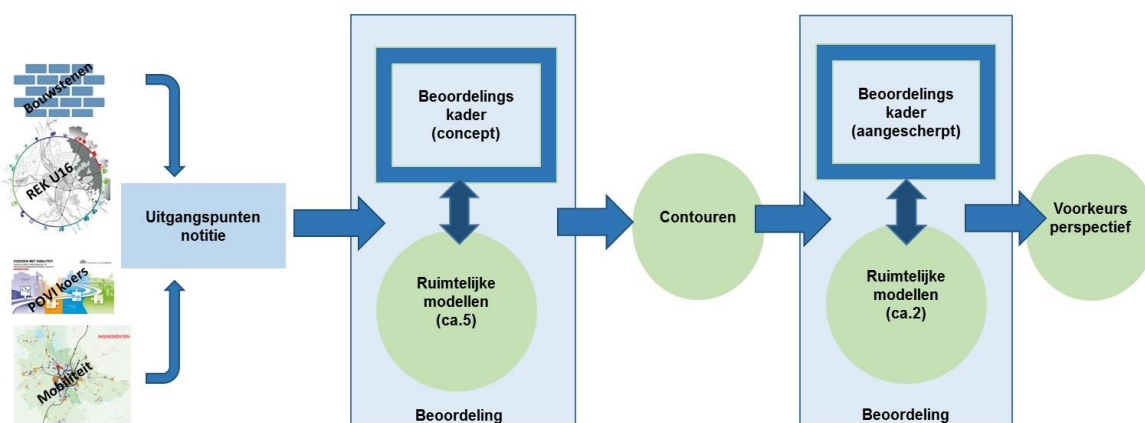 Bouwstenen
REK U16
POVI koers
INGREDIËNTEN
Mobiliteit
Uitgangspunten
notitie
Beoordelings
kader
(concept)
Ruimtelijke
modellen
(ca.5)
Beoordeling
Contouren
Beoordelings
kader
(aangescherpt)
Ruimtelijke
modellen
(ca.2)
Beoordeling
Voorkeurs
perspectief